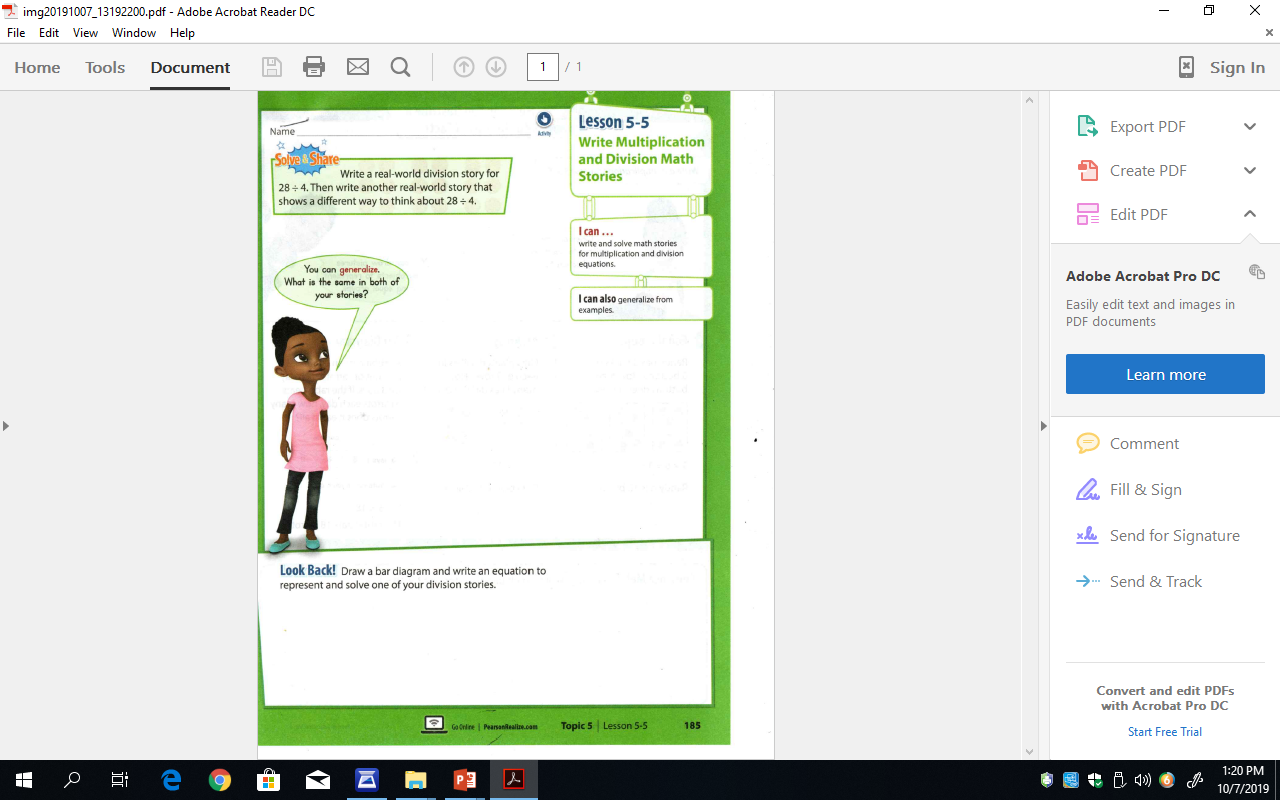 img20191007_13192200.pdf - Adobe Acrobat Reader DC
File Edit View Window Help
Home Tools Document 1 / 1 Sign In
Name
Activity
Solve & Share
Write a real-world division story for
28 ÷ 4. Then write another real-world story that
shows a different way to think about 28 ÷ 4.
Lesson 5-5
Write Multiplication
and Division Math
Stories
I can …
write and solve math stories
for multiplication and division
equations.
I can also generalize from
examples.
You can generalize.
What is the same in both of
your stories?
Look Back! Draw a bar diagram and write an equation to
represent and solve one of your division stories.
Go Online | PearsonRealize.com Topic 5 | Lesson 5-5 185
Export PDF
Create PDF
Edit PDF
Adobe Acrobat Pro DC
Easily edit text and images in
PDF documents
Learn more
Comment
Fill & Sign
Send for Signature
Send & Track
Convert and edit PDFs
with Acrobat Pro DC
Start Free Trial
1:20 PM
10/7/2019